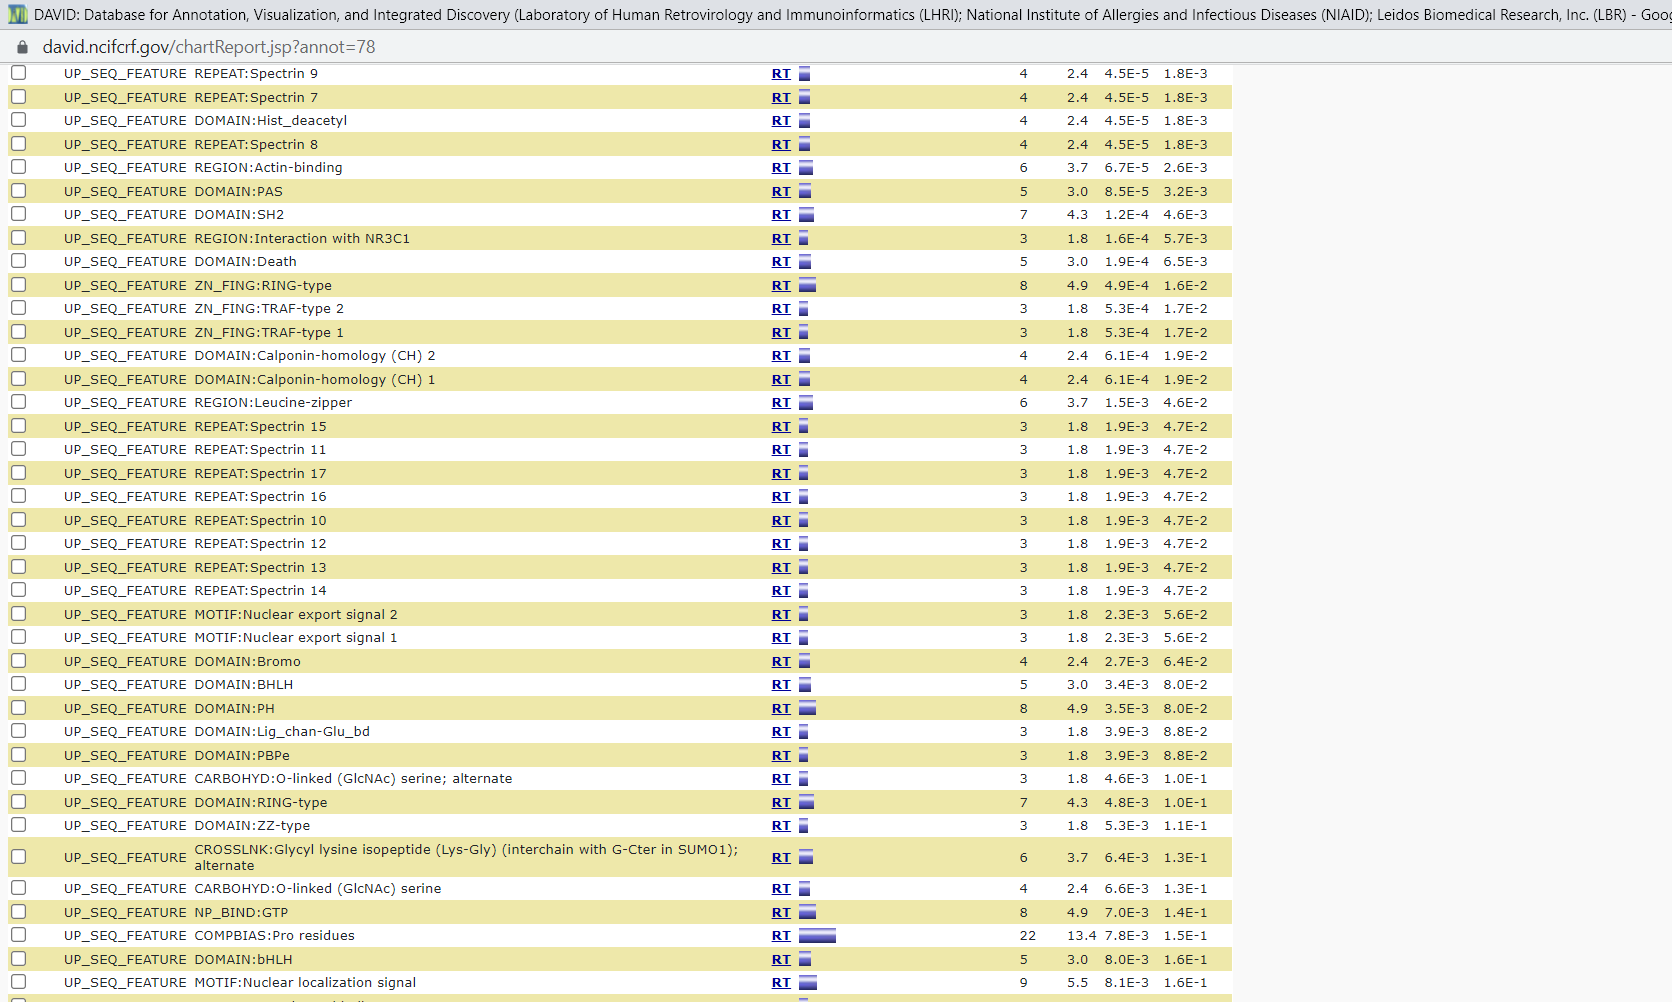 DAVID: Database for Annotation, Visualization, and Integrated Discovery (Laboratory of Human Retrovirology and Immunoinformatics (LHRI); National Institute of Allergies and Infectious Diseases (NIAID); Leidos Biomedical Research, Inc. (LBR) - Goog
david.ncifcrf.gov/chartReport.jsp?annot=78
UP_SEQ_FEATURE REPEAT:Spectrin 9 RT 4 2.4 4.5E-5 1.8E-3
UP_SEQ_FEATURE REPEAT:Spectrin 7 RT 4 2.4 4.5E-5 1.8E-3
UP_SEQ_FEATURE DOMAIN:Hist_deacetyl RT 4 2.4 4.5E-5 1.8E-3
UP_SEQ_FEATURE REPEAT:Spectrin 8 RT 4 2.4 4.5E-5 1.8E-3
UP_SEQ_FEATURE REGION:Actin-binding RT 6 3.7 6.7E-5 2.6E-3
UP_SEQ_FEATURE DOMAIN:PAS RT 5 3.0 8.5E-5 3.2E-3
UP_SEQ_FEATURE DOMAIN:SH2 RT 7 4.3 1.2E-4 4.6E-3
UP_SEQ_FEATURE REGION:Interaction with NR3C1 RT 3 1.8 1.6E-4 5.7E-3
UP_SEQ_FEATURE DOMAIN:Death RT 5 3.0 1.9E-4 6.5E-3
UP_SEQ_FEATURE ZN_FING:RING-type RT 8 4.9 4.9E-4 1.6E-2
UP_SEQ_FEATURE ZN_FING:TRAF-type 2 RT 3 1.8 5.3E-4 1.7E-2
UP_SEQ_FEATURE ZN_FING:TRAF-type 1 RT 3 1.8 5.3E-4 1.7E-2
UP_SEQ_FEATURE DOMAIN:Calponin-homology (CH) 2 RT 4 2.4 6.1E-4 1.9E-2
UP_SEQ_FEATURE DOMAIN:Calponin-homology (CH) 1 RT 4 2.4 6.1E-4 1.9E-2
UP_SEQ_FEATURE REGION:Leucine-zipper RT 6 3.7 1.5E-3 4.6E-2
UP_SEQ_FEATURE REPEAT:Spectrin 15 RT 3 1.8 1.9E-3 4.7E-2
UP_SEQ_FEATURE REPEAT:Spectrin 11 RT 3 1.8 1.9E-3 4.7E-2
UP_SEQ_FEATURE REPEAT:Spectrin 17 RT 3 1.8 1.9E-3 4.7E-2
UP_SEQ_FEATURE REPEAT:Spectrin 16 RT 3 1.8 1.9E-3 4.7E-2
UP_SEQ_FEATURE REPEAT:Spectrin 10 RT 3 1.8 1.9E-3 4.7E-2
UP_SEQ_FEATURE REPEAT:Spectrin 12 RT 3 1.8 1.9E-3 4.7E-2
UP_SEQ_FEATURE REPEAT:Spectrin 13 RT 3 1.8 1.9E-3 4.7E-2
UP_SEQ_FEATURE REPEAT:Spectrin 14 RT 3 1.8 1.9E-3 4.7E-2
UP_SEQ_FEATURE MOTIF:Nuclear export signal 2 RT 3 1.8 2.3E-3 5.6E-2
UP_SEQ_FEATURE MOTIF:Nuclear export signal 1 RT 3 1.8 2.3E-3 5.6E-2
UP_SEQ_FEATURE DOMAIN:Bromo RT 4 2.4 2.7E-3 6.4E-2
UP_SEQ_FEATURE DOMAIN:BHLH RT 5 3.0 3.4E-3 8.0E-2
UP_SEQ_FEATURE DOMAIN:PH RT 8 4.9 3.5E-3 8.0E-2
UP_SEQ_FEATURE DOMAIN:Lig_chan-Glu_bd RT 3 1.8 3.9E-3 8.8E-2
UP_SEQ_FEATURE DOMAIN:PBPe RT 3 1.8 3.9E-3 8.8E-2
UP_SEQ_FEATURE CARBOHYD:O-linked (GlcNAc) serine; alternate RT 3 1.8 4.6E-3 1.0E-1
UP_SEQ_FEATURE DOMAIN:RING-type RT 7 4.3 4.8E-3 1.0E-1
UP_SEQ_FEATURE DOMAIN:ZZ-type RT 3 1.8 5.3E-3 1.1E-1
UP_SEQ_FEATURE CROSSLNK:Glycyl lysine isopeptide (Lys-Gly) (interchain with G-Cter in SUMO1);
alternate RT 6 3.7 6.4E-3 1.3E-1
UP_SEQ_FEATURE CARBOHYD:O-linked (GlcNAc) serine RT 4 2.4 6.6E-3 1.3E-1
UP_SEQ_FEATURE NP_BIND:GTP RT 8 4.9 7.0E-3 1.4E-1
UP_SEQ_FEATURE COMPBIAS:Pro residues RT 22 13.4 7.8E-3 1.5E-1
UP_SEQ_FEATURE DOMAIN:bHLH RT 5 3.0 8.0E-3 1.6E-1
UP_SEQ_FEATURE MOTIF:Nuclear localization signal RT 9 5.5 8.1E-3 1.6E-1